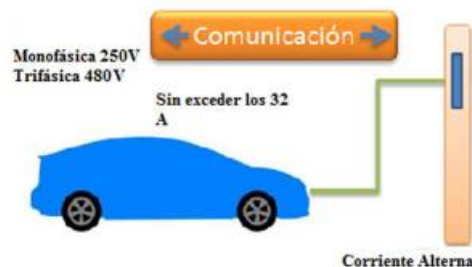 Comunicación
Monofásica 250V
Trifásica 480V
Sin exceder los 32
A
Corriente Alterna